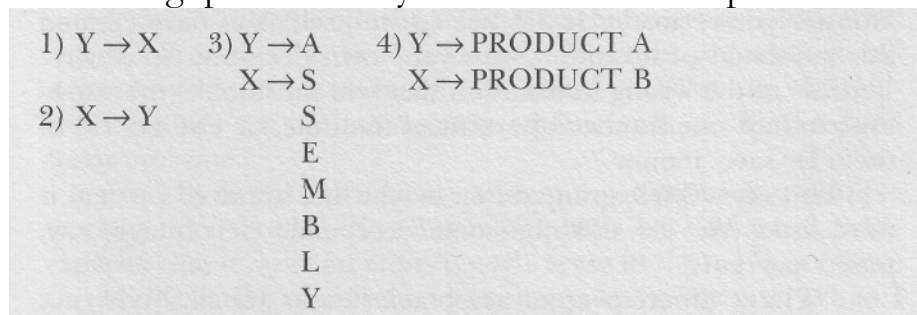 1) Y → X 3) Y → A 4) Y → PRODUCT A
X → S X → PRODUCT B
2) X → Y S
E
M
B
L
Y